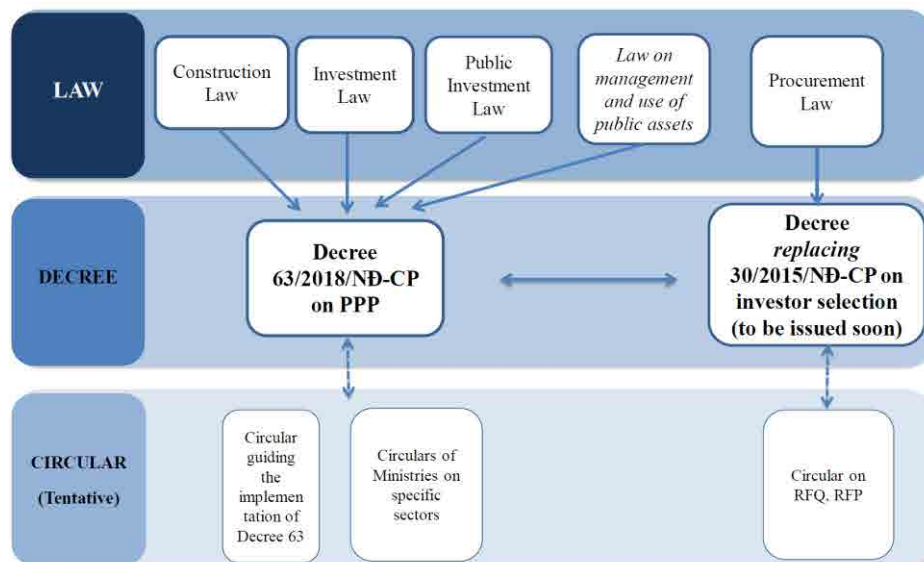 LAW
Construction
Law
Investment
Law
Public
Investment
Law
Law on
management
and use of
public assets
Procurement
Law
DECREE
Decree
63/2018/NĐ-CP
on PPP
Decree
replacing
30/2015/NĐ-CP on
investor selection
(to be issued soon)
CIRCULAR
(Tentative)
Circular
guiding
the
implemen
tation of
Decree 63
Circulars of
Ministries on
specific
sectors
Circular on
RFQ, RFP